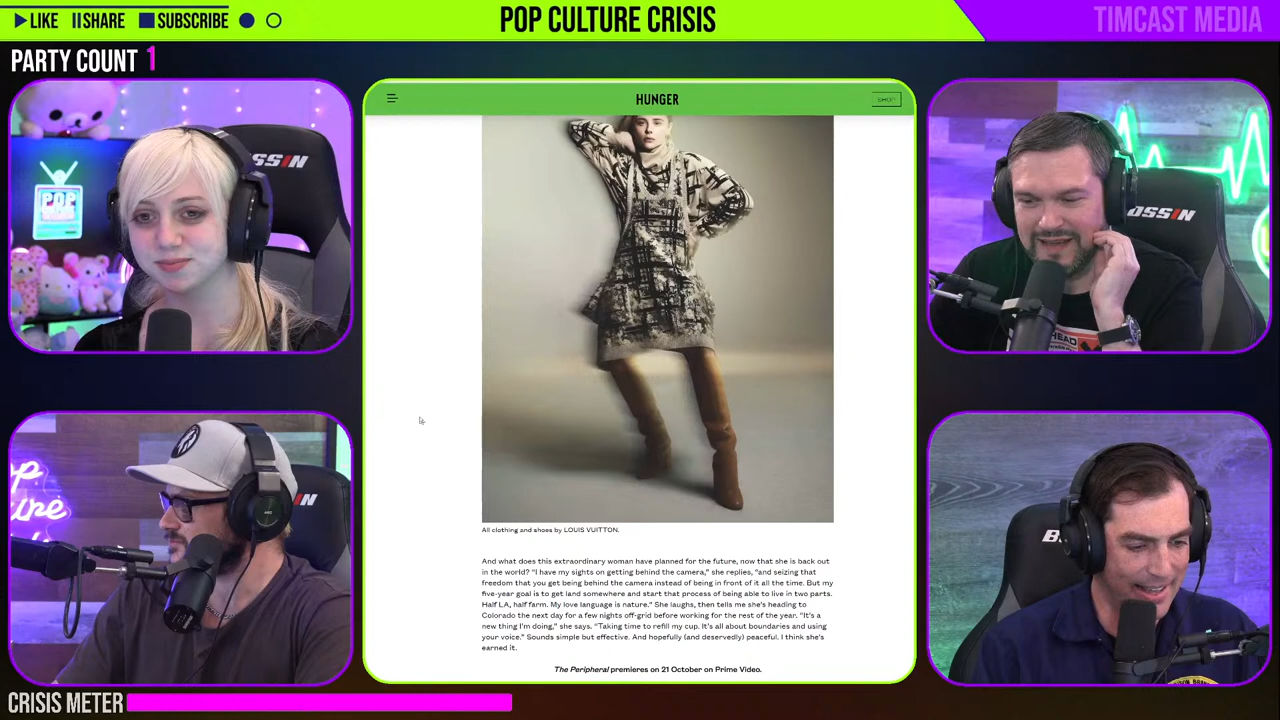 LIKE SHARE SUBSCRIBE
POP CULTURE CRISIS
TIMCAST MEDIA
PARTY COUNT 1
HUNGER
SHOP
OSSIN
POP
OSSIN
HEAD
All clothing and shoes by LOUIS VUITTON.
And what does this extraordinary woman have planned for the future, now that she is back out
in the world? “I have my sights on getting behind the camera,” she replies, “and seizing that
freedom that you get being behind the camera instead of being in front of it all the time. But my
five-year goal is to get land somewhere and start that process of being able to live in two parts.
Half LA, half farm. My love language is nature.” She laughs, then tells me she’s heading to
Colorado the next day for a few nights off-grid before working for the rest of the year. “It’s a
new thing I’m doing,” she says. “Taking time to refill my cup. It’s all about boundaries and using
your voice.” Sounds simple but effective. And hopefully (and deservedly) peaceful. I think she’s
earned it.
The Peripheral premieres on 21 October on Prime Video.
CRISIS METER